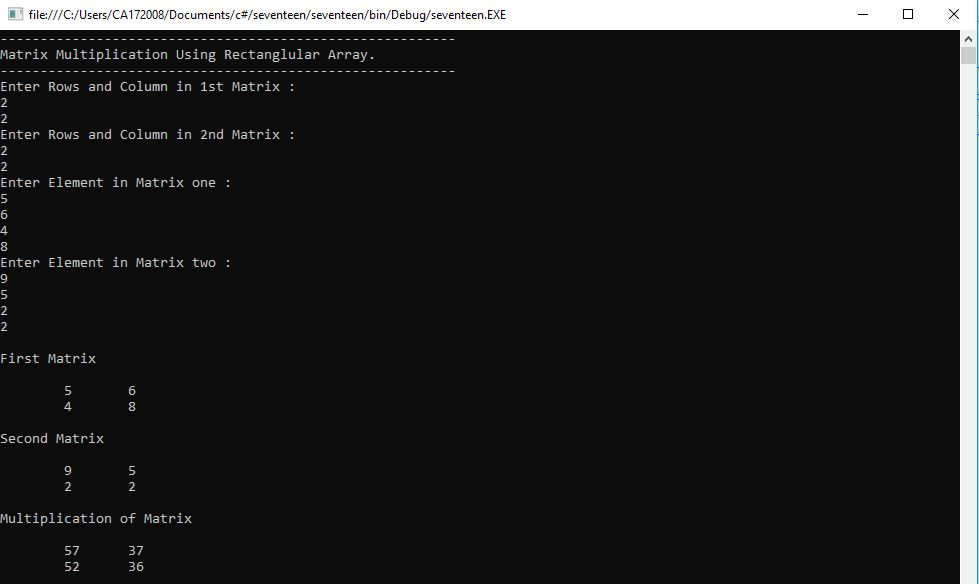 file:///C:/Users/CA172008/Documents/c#/seventeen/seventeen/bin/Debug/seventeen.EXE
---------------------------------------------------------
Matrix Multiplication Using Rectanglular Array.
---------------------------------------------------------
Enter Rows and Column in 1st Matrix :
2
2
Enter Rows and Column in 2nd Matrix :
2
2
Enter Element in Matrix one :
5
6
4
8
Enter Element in Matrix two :
9
5
2
2
First Matrix
5 6
4 8
Second Matrix
9 5
2 2
Multiplication of Matrix
57 37
52 36